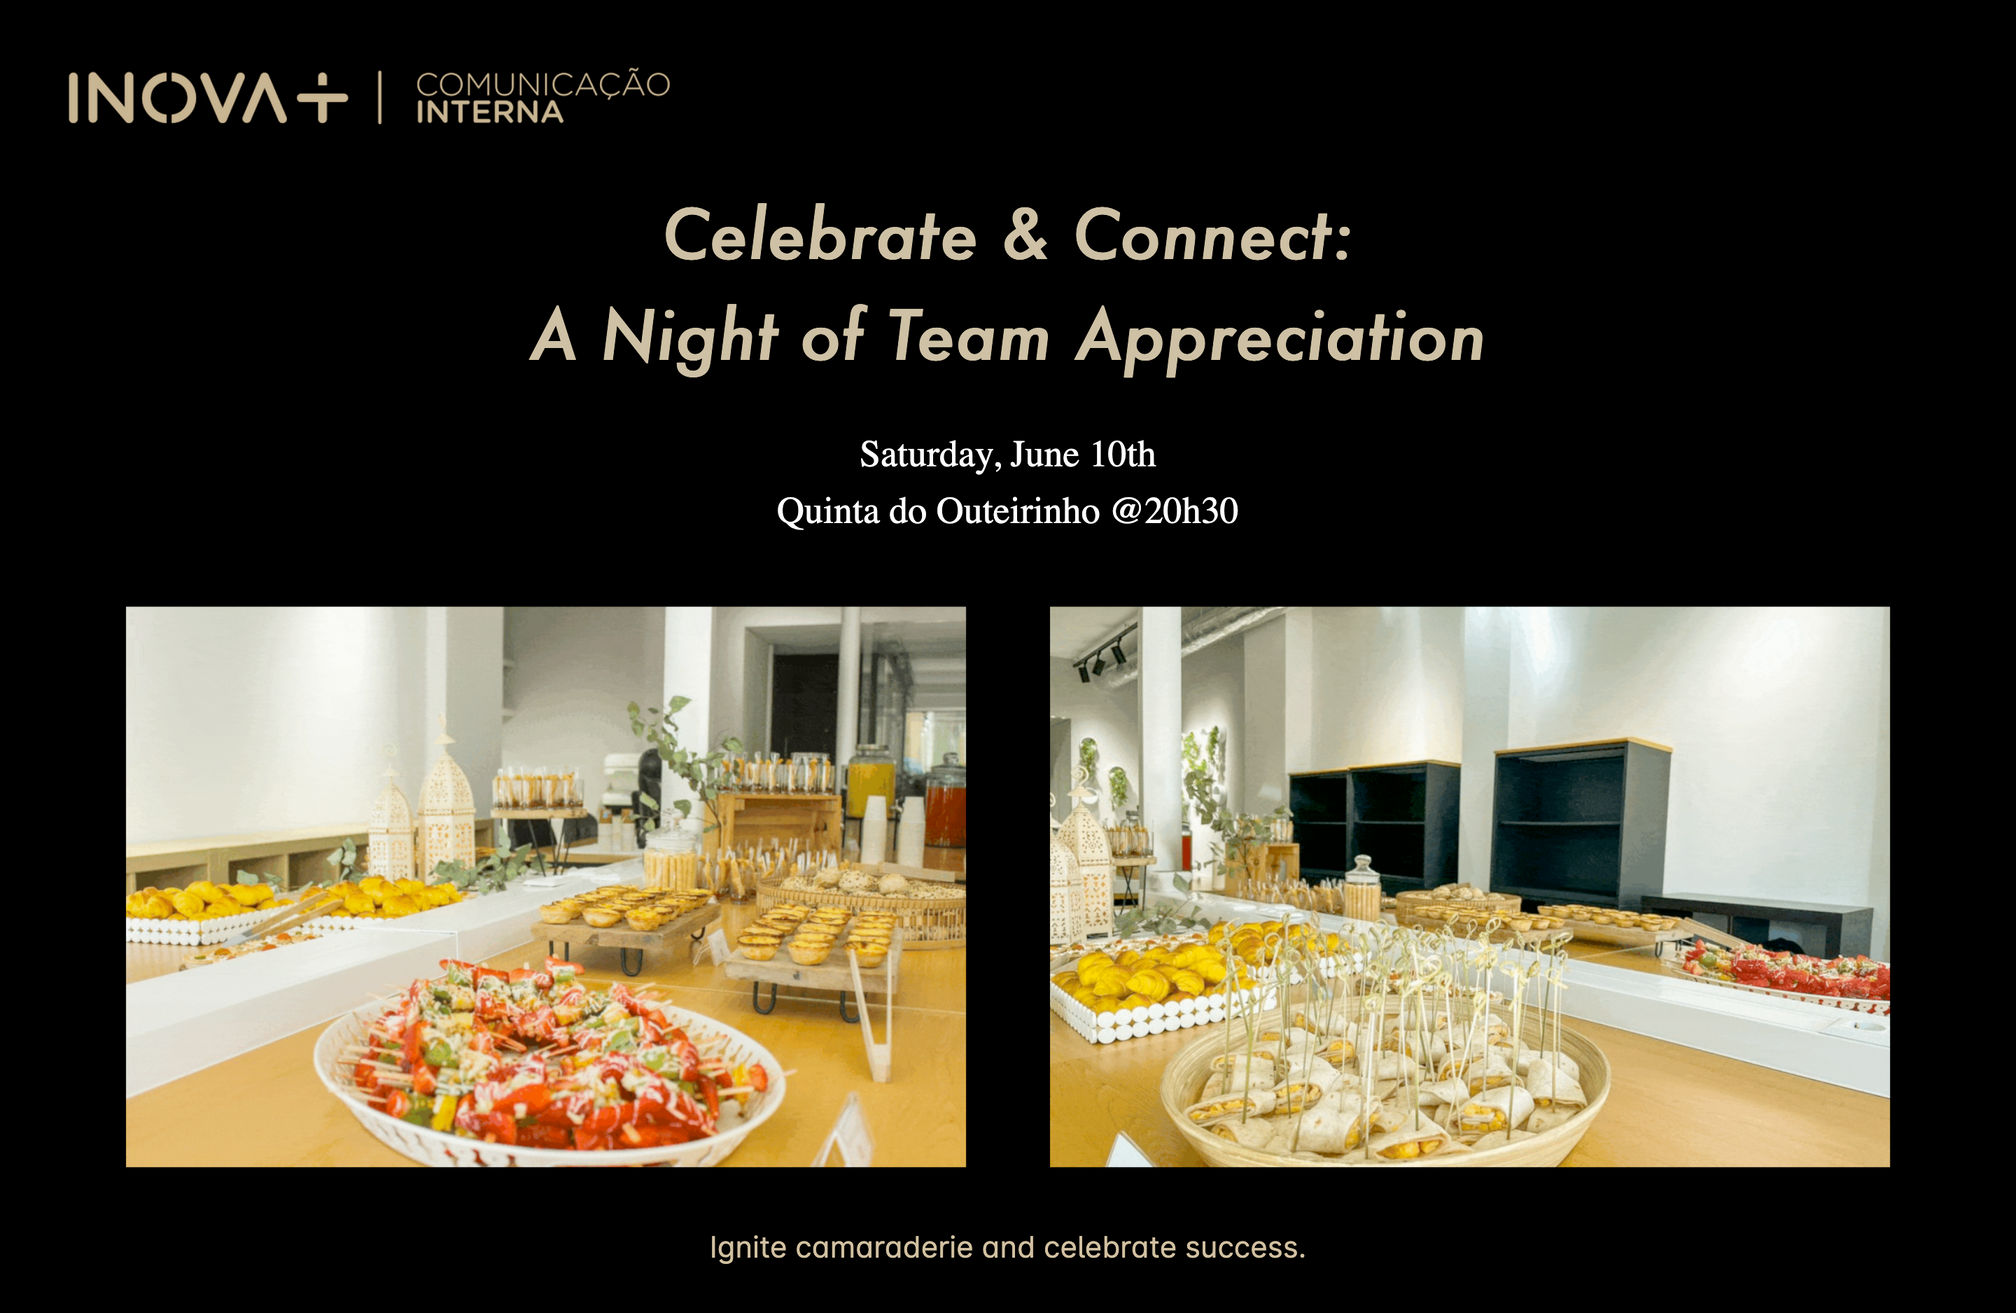 INOVA+ | COMUNICAÇÃO
INTERNA
Celebrate & Connect:
A Night of Team Appreciation
Saturday, June 10th
Quinta do Outeirinho @20h30
Ignite camaraderie and celebrate success.